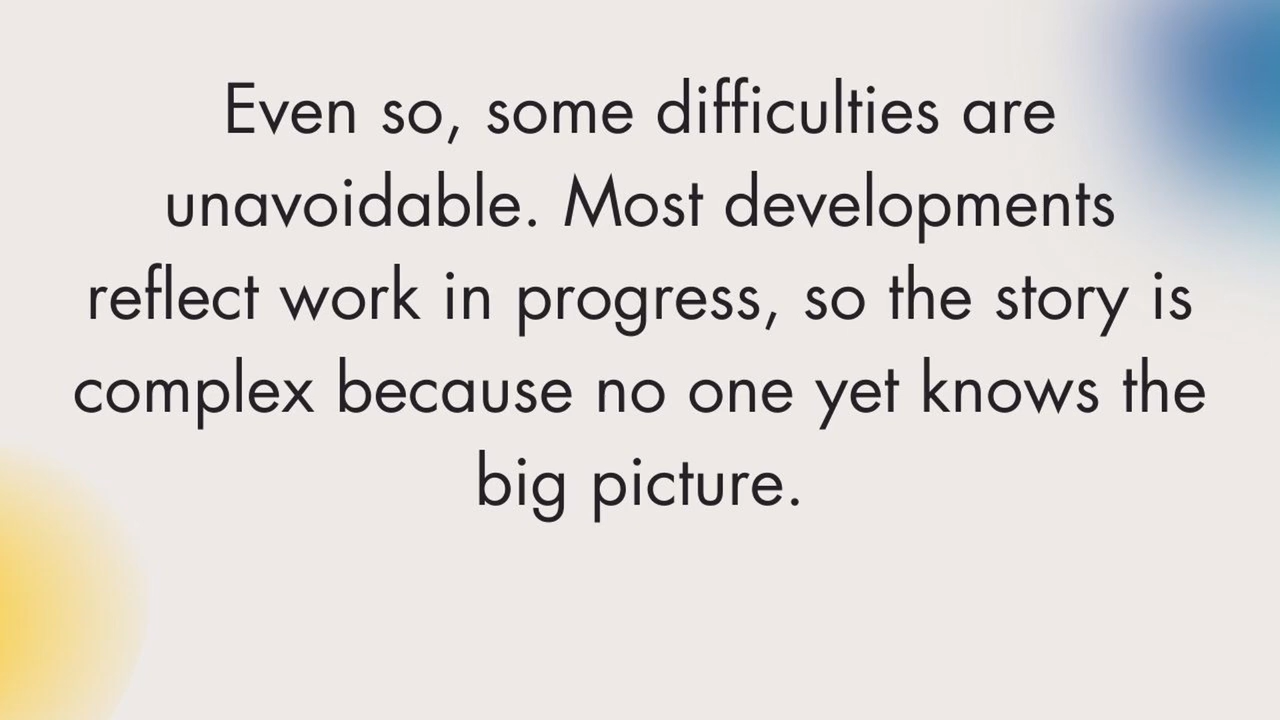 Even so, some difficulties are
unavoidable. Most developments
reflect work in progress, so the story is
complex because no one yet knows the
big picture.